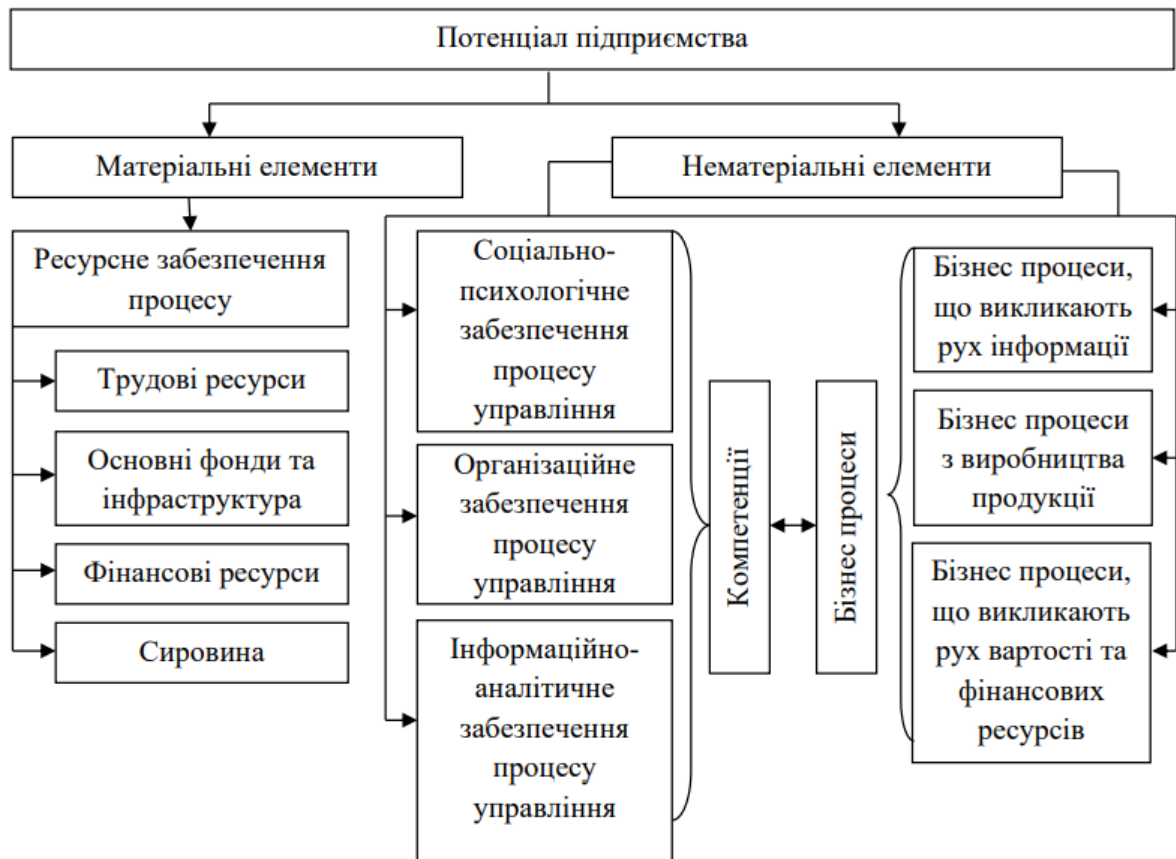 Потенціал підприємства
Матеріальні елементи
Нематеріальні елементи
Ресурсне забезпечення
процесу
Трудові ресурси
Основні фонди та
інфраструктура
Фінансові ресурси
Сировина
Соціально-
психологічне
забезпечення
процесу
управління
Організаційне
забезпечення
процесу
управління
Інформаційно-
аналітичне
забезпечення
процесу
управління
Компетенції
Бізнес процеси
Бізнес процеси,
що викликають
рух інформації
Бізнес процеси
з виробництва
продукції
Бізнес процеси,
що викликають
рух вартості та
фінансових
ресурсів